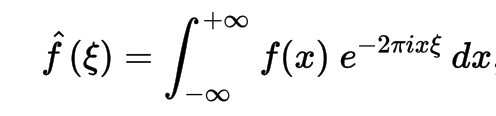 f̂(ξ) = ∫_{-∞}^{+∞} f(x) e^{-2πixξ} dx,